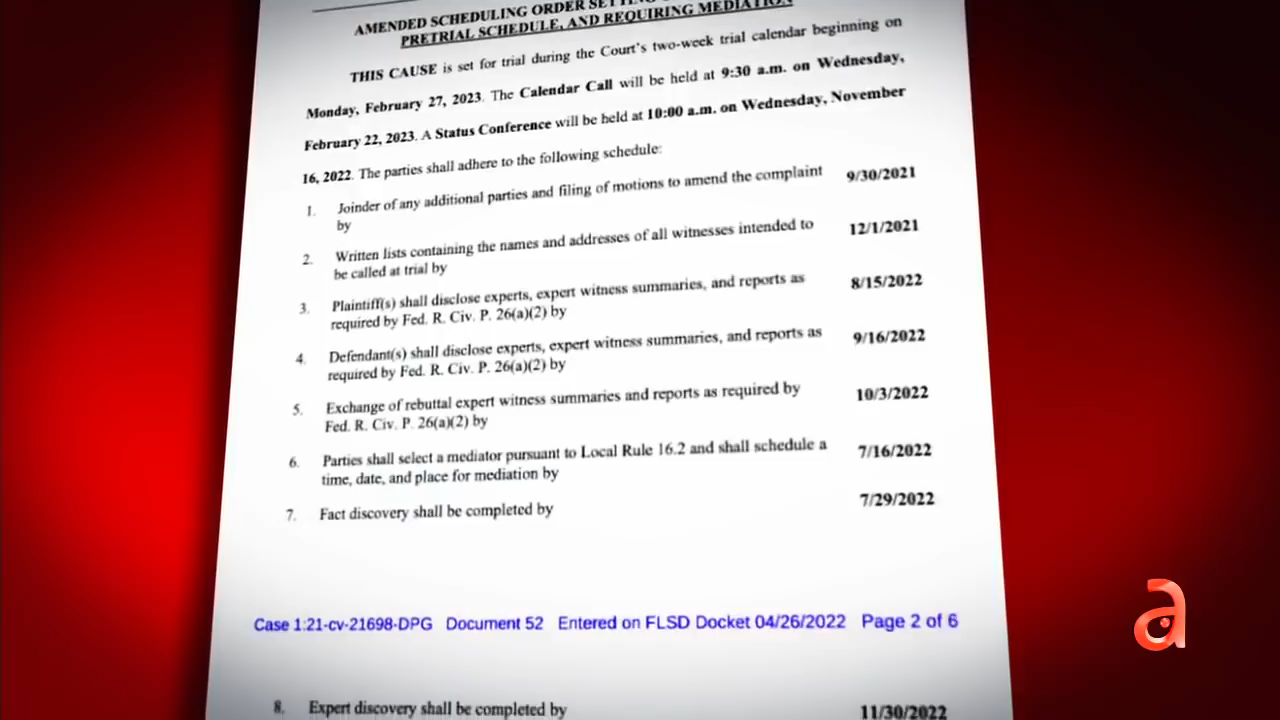 AMENDED SCHEDULING ORDER
PRETRIAL SCHEDULE, AND REQUIRING MEDIATION
THIS CAUSE is set for trial during the Court's two-week trial calendar beginning on
Monday, February 27, 2023. The Calendar Call will be held at 9:30 a.m. on Wednesday,
February 22, 2023. A Status Conference will be held at 10:00 a.m. on Wednesday, November
16, 2022. The parties shall adhere to the following schedule:
1. Joinder of any additional parties and filing of motions to amend the complaint 9/30/2021
by
2. Written lists containing the names and addresses of all witnesses intended to 12/1/2021
be called at trial by
3. Plaintiff(s) shall disclose experts, expert witness summaries, and reports as 8/15/2022
required by Fed. R. Civ. P. 26(a)(2) by
4. Defendant(s) shall disclose experts, expert witness summaries, and reports as 9/16/2022
required by Fed. R. Civ. P. 26(a)(2) by
5. Exchange of rebuttal expert witness summaries and reports as required by 10/3/2022
Fed. R. Civ. P. 26(a)(2) by
6. Parties shall select a mediator pursuant to Local Rule 16.2 and shall schedule a 7/16/2022
time, date, and place for mediation by
7. Fact discovery shall be completed by 7/29/2022
Case 1:21-cv-21698-DPG Document 52 Entered on FLSD Docket 04/26/2022 Page 2 of 6
8. Expert discovery shall be completed by 11/30/2022
a